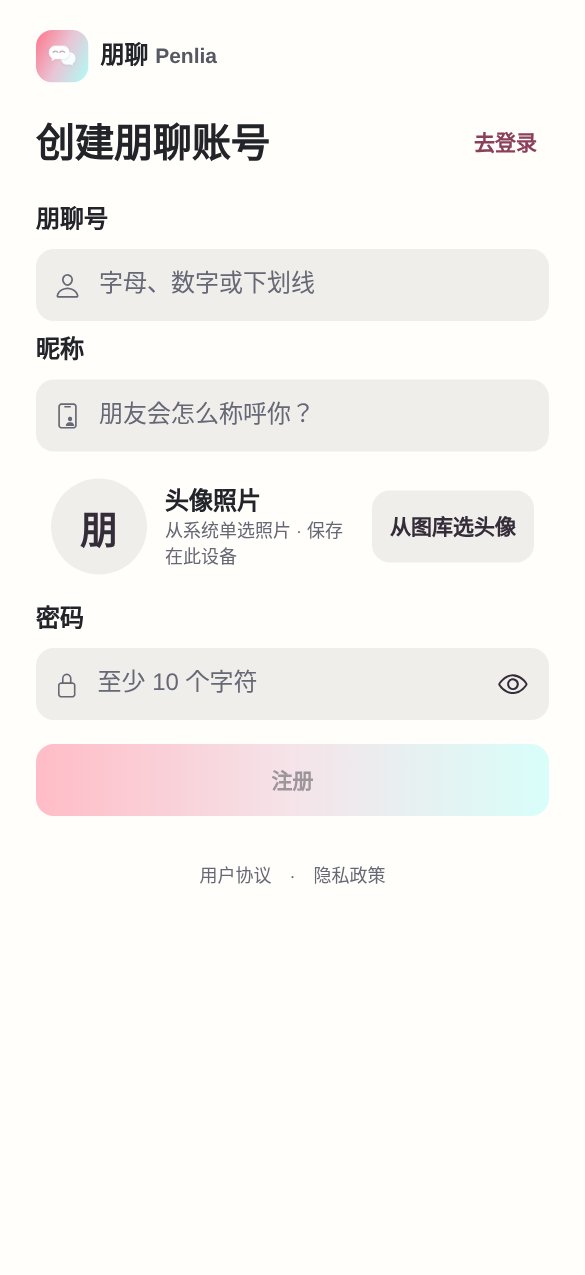 朋聊 Penlia
创建朋聊账号
去登录
朋聊号
字母、数字或下划线
昵称
朋友会怎么称呼你？
朋
头像照片
从系统单选照片 · 保存
在此设备
从图库选头像
密码
至少 10 个字符
注册
用户协议 · 隐私政策